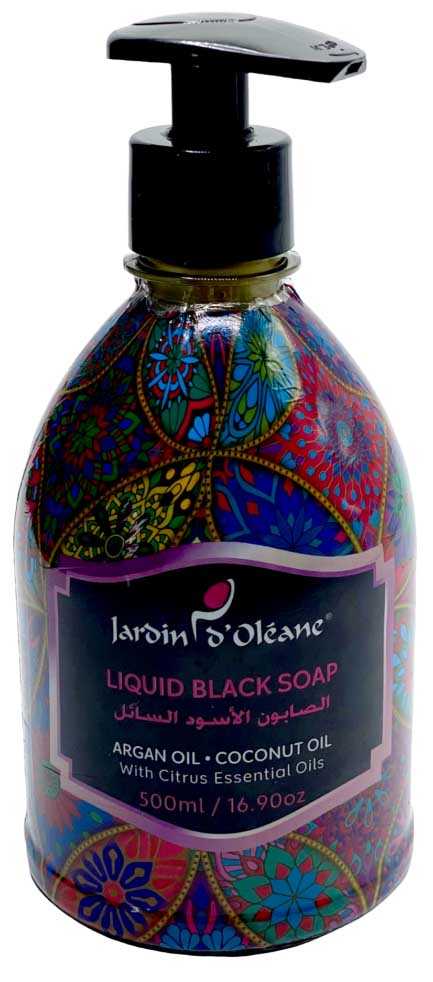 Jardin d'Oléane®
LIQUID BLACK SOAP
الصابون الأسود السائل
ARGAN OIL • COCONUT OIL
With Citrus Essential Oils
500ml / 16.90oz